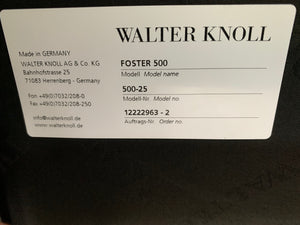 WALTER KNOLL
Made in GERMANY
WALTER KNOLL AG & Co. KG
Bahnhofstrasse 25
71083 Herrenberg - Germany
Fon +49(0)7032/208-0
Fax +49(0)7032/208-250
info@walterknoll.de
www.walterknoll.de
FOSTER 500
Modell Model name
500-25
Modell-Nr. Model no.
12222963 - 2
Auftrags-Nr. Order no.